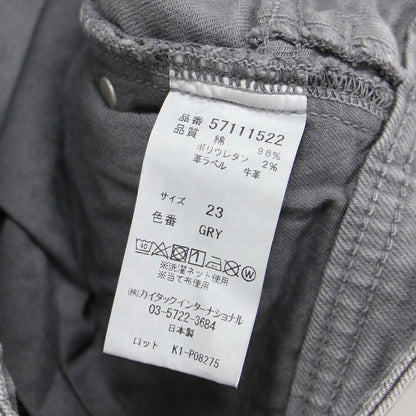 品番 57111522
品質 綿 98%
ポリウレタン 2%
革ラベル 牛革
サイズ 23
色番 GRY
40 1 W
※洗濯ネット使用
※当て布使用
㈱カイタックインターナショナル
03-5722-3684
日本製
ロット K1-P08275